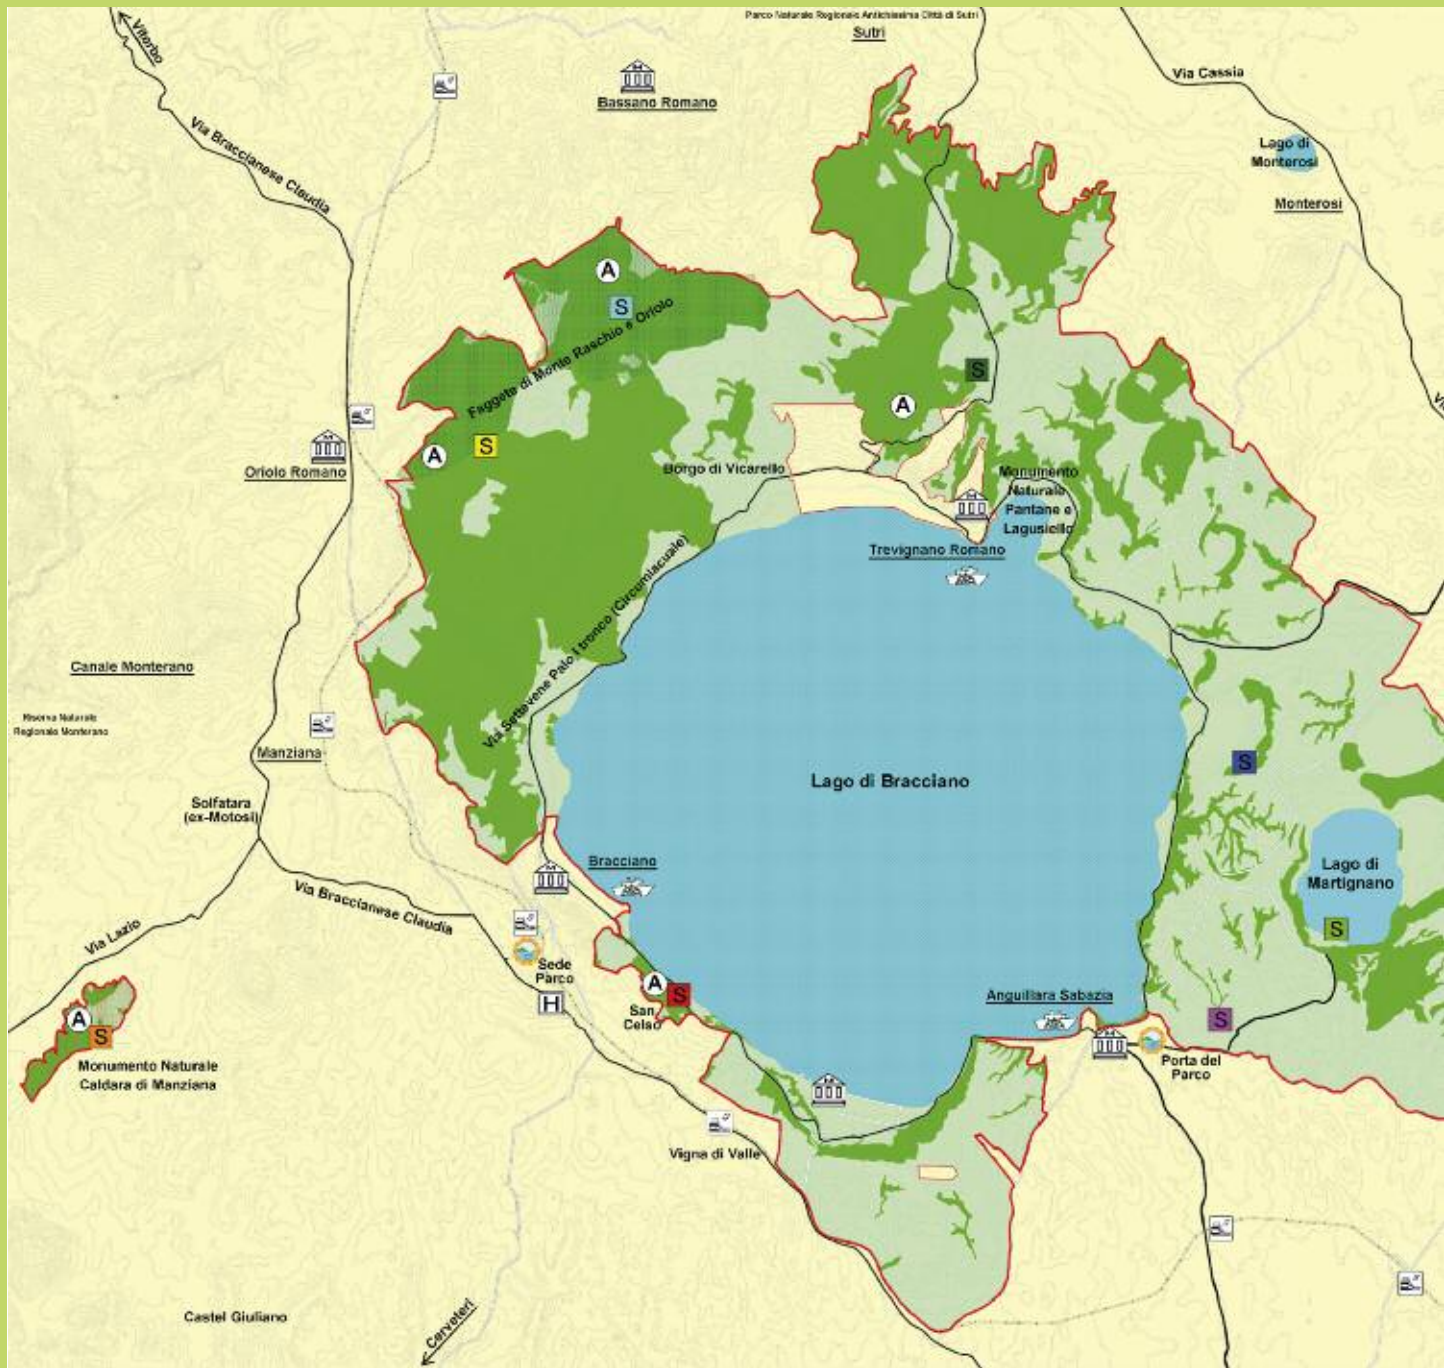 Parco Naturale Regionale Antichissima Città di Sutri
Sutri
Viterbo
Via Cassia
Bassano Romano
Via Braccianese Claudia
Lago di
Monterosi
Monterosi
A
S
Faggete di Monte Raschio e Oriolo
S
A
A
S
Oriolo Romano
Borgo di Vicarello
Monumento
Naturale
Pantane e
Lagusiello
Trevignano Romano
Via Settevene Palo I tronco (Circumlacuale)
Canale Monterano
Riserva Naturale
Regionale Monterano
Manziana
S
Lago di Bracciano
Solfatara
(ex-Motosi)
Bracciano
Lago di
Martignano
Via Braccianese Claudia
S
Via Lazio
Sede
Parco
H
A
S
San
Celso
Anguillara Sabazia
S
A
S
Monumento Naturale
Caldara di Manziana
Porta del
Parco
Vigna di Valle
Castel Giuliano
Cerveteri